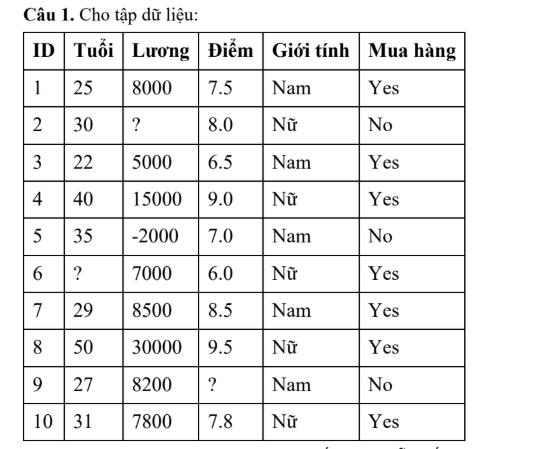 Câu 1. Cho tập dữ liệu:
ID Tuổi Lương Điểm Giới tính Mua hàng
1 25 8000 7.5 Nam Yes
2 30 ? 8.0 Nữ No
3 22 5000 6.5 Nam Yes
4 40 15000 9.0 Nữ Yes
5 35 -2000 7.0 Nam No
6 ? 7000 6.0 Nữ Yes
7 29 8500 8.5 Nam Yes
8 50 30000 9.5 Nữ Yes
9 27 8200 ? Nam No
10 31 7800 7.8 Nữ Yes